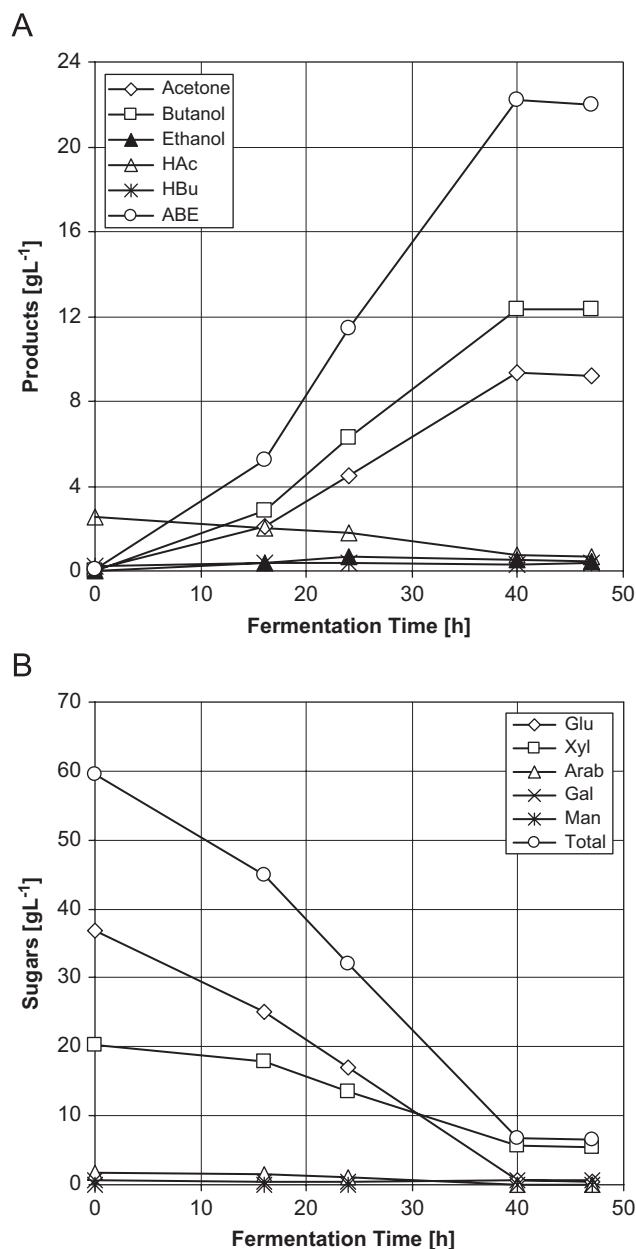 A
24
20
16
12
8
4
0
Products [gL-1]
Acetone
Butanol
Ethanol
HAc
HBu
ABE
0 10 20 30 40 50
Fermentation Time [h]
B
70
60
50
40
30
20
10
0
Sugars [gL-1]
Glu
Xyl
Arab
Gal
Man
Total
0 10 20 30 40 50
Fermentation Time [h]